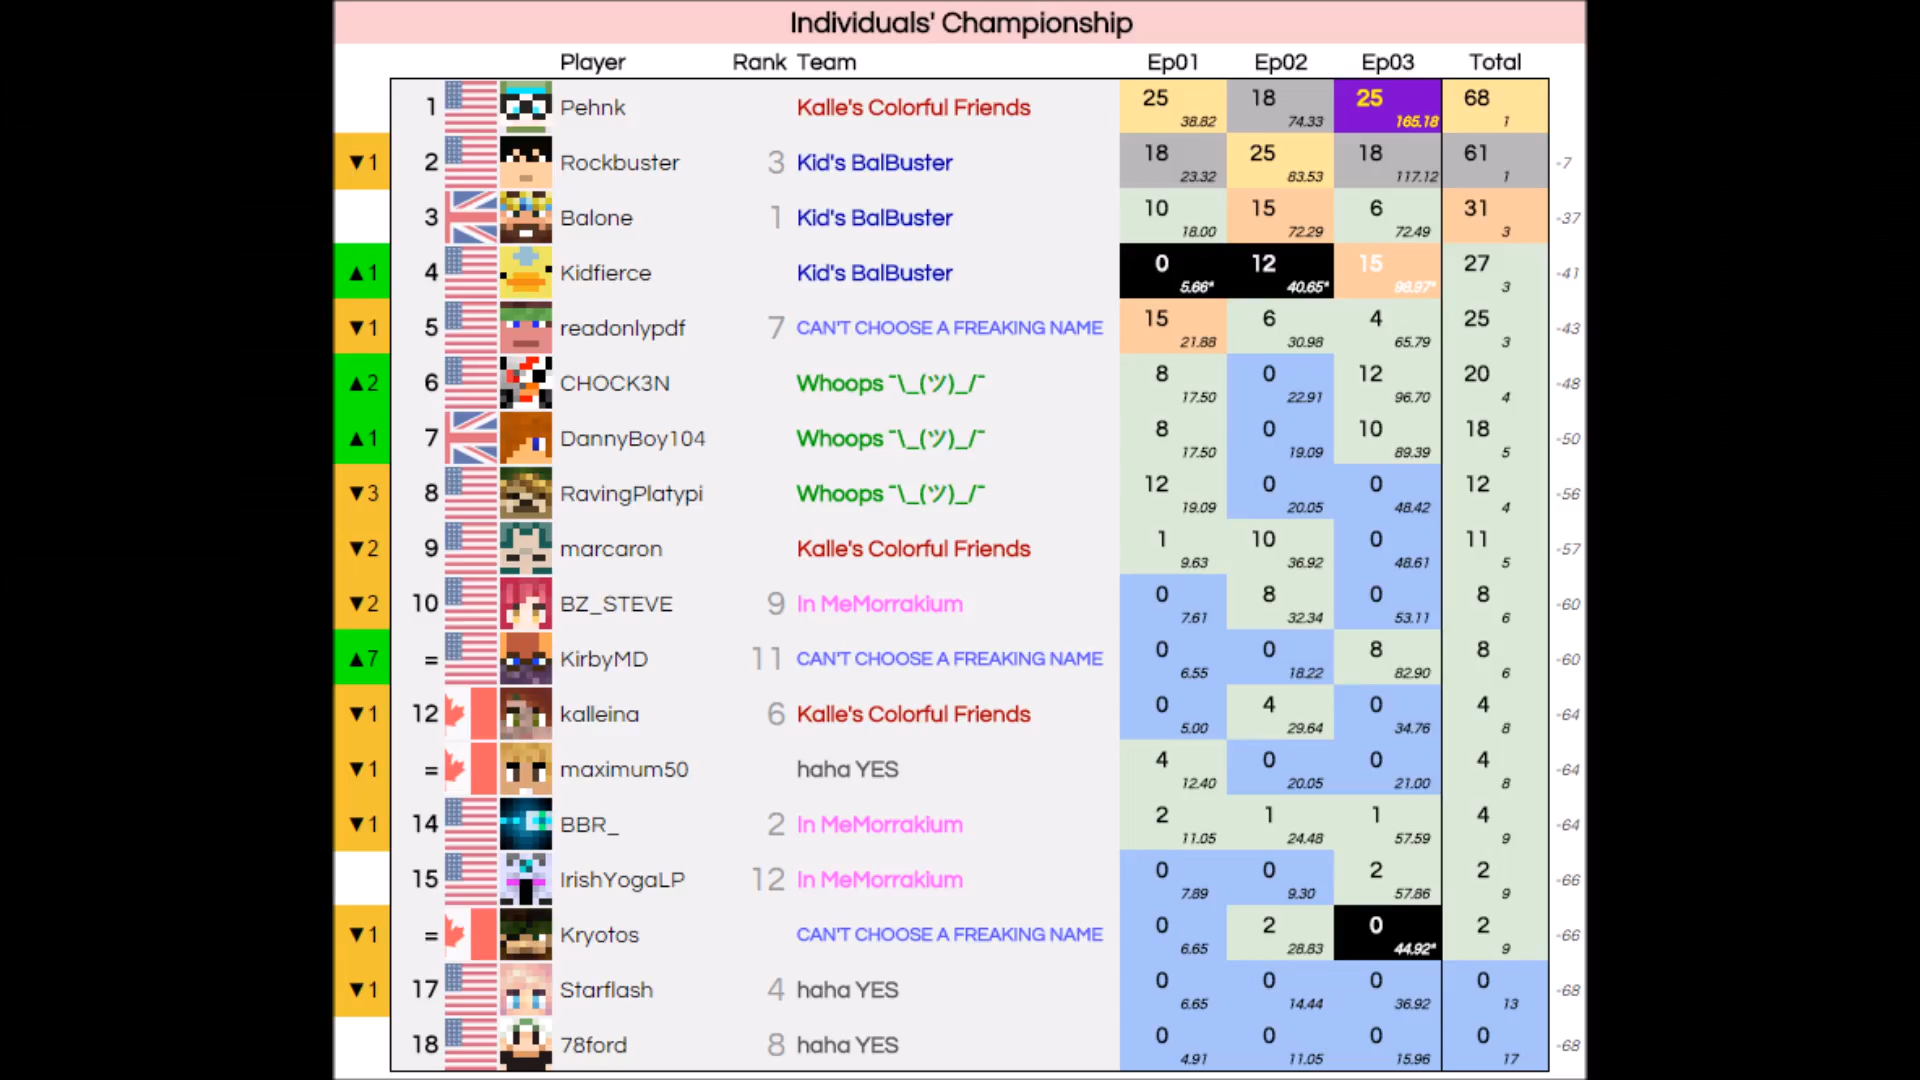 Individuals' Championship
Player Rank Team Ep01 Ep02 Ep03 Total
1 Pehnk Kalle's Colorful Friends 25 38.82 18 74.33 25 165.18 68 1
▼1 2 Rockbuster 3 Kid's BalBuster 18 23.32 25 83.53 18 117.12 61 1 -7
3 Balone 1 Kid's BalBuster 10 18.00 15 72.29 6 72.49 31 3 -37
▲1 4 Kidfierce Kid's BalBuster 0 5.66* 12 40.65* 15 98.97* 27 3 -41
▼1 5 readonlypdf 7 CAN'T CHOOSE A FREAKING NAME 15 21.88 6 30.98 4 65.79 25 3 -43
▲2 6 CHOCK3N Whoops ¯\_(ツ)_/¯ 8 17.50 0 22.91 12 96.70 20 4 -48
▲1 7 DannyBoy104 Whoops ¯\_(ツ)_/¯ 8 17.50 0 19.09 10 89.39 18 5 -50
▼3 8 RavingPlatypi Whoops ¯\_(ツ)_/¯ 12 19.09 0 20.05 0 48.42 12 4 -56
▼2 9 marcaron Kalle's Colorful Friends 1 9.63 10 36.92 0 48.61 11 5 -57
▼2 10 BZ_STEVE 9 In MeMorrakium 0 7.61 8 32.34 0 53.11 8 6 -60
▲7 = KirbyMD 11 CAN'T CHOOSE A FREAKING NAME 0 6.55 0 18.22 8 82.90 8 6 -60
▼1 12 kalleina 6 Kalle's Colorful Friends 0 5.00 4 29.64 0 34.76 4 8 -64
▼1 = maximum50 haha YES 4 12.40 0 20.05 0 21.00 4 8 -64
▼1 14 BBR_ 2 In MeMorrakium 2 11.05 1 24.48 1 57.59 4 9 -64
15 IrishYogaLP 12 In MeMorrakium 0 7.89 0 9.30 2 57.86 2 9 -66
▼1 = Kryotos CAN'T CHOOSE A FREAKING NAME 0 6.65 2 28.83 0 44.92* 2 9 -66
▼1 17 Starflash 4 haha YES 0 6.65 0 14.44 0 36.92 0 13 -68
18 78ford 8 haha YES 0 4.91 0 11.05 0 15.96 0 17 -68